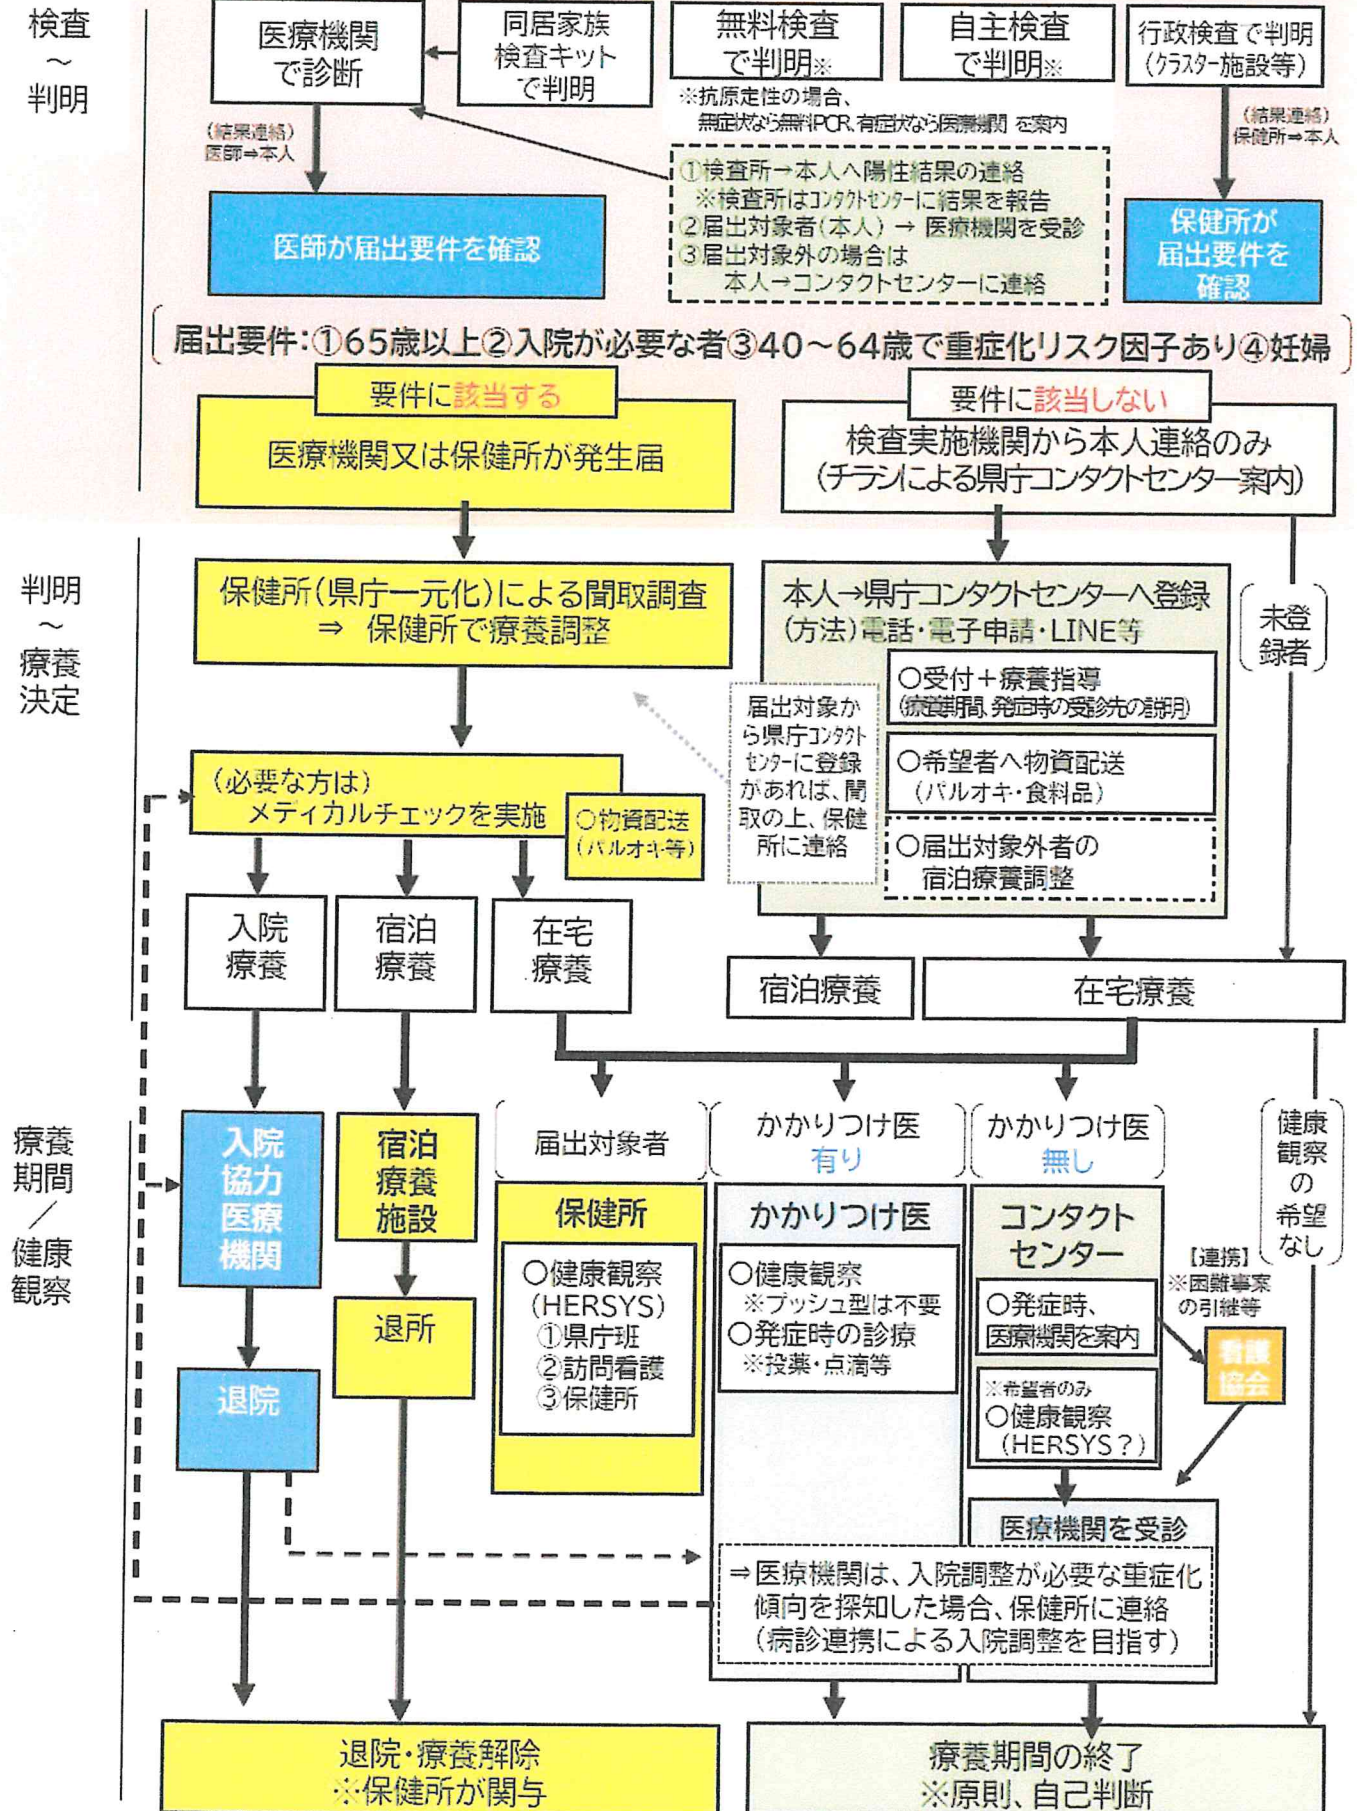 検査
～
判明
医療機関
で診断
同居家族
検査キット
で判明
無料検査
で判明※
自主検査
で判明※
行政検査で判明
(クラスター施設等)
※抗原定性の場合、
無症状なら無料PCR、有症状なら医療機関 を案内
(結果連絡)
医師⇒本人
(結果連絡)
保健所⇒本人
①検査所→本人へ陽性結果の連絡
※検査所はコンタクトセンターに結果を報告
②届出対象者(本人) → 医療機関を受診
③届出対象外の場合は
本人→コンタクトセンターに連絡
医師が届出要件を確認
保健所が
届出要件を
確認
届出要件:①65歳以上②入院が必要な者③40～64歳で重症化リスク因子あり④妊婦
要件に該当する
医療機関又は保健所が発生届
要件に該当しない
検査実施機関から本人連絡のみ
(チラシによる県庁コンタクトセンター案内)
判明
～
療養
決定
保健所(県庁一元化)による聞取調査
⇒ 保健所で療養調整
本人→県庁コンタクトセンターへ登録
(方法)電話・電子申請・LINE等
○受付＋療養指導
(療養期間、発症時の受診先の説明)
○希望者へ物資配送
(パルオキ・食料品)
○届出対象外者の
宿泊療養調整
未登
録者
届出対象か
ら県庁コンタクト
センターに登録
があれば、聞
取の上、保健
所に連絡
(必要な方は)
メディカルチェックを実施
○物資配送
(パルオキ等)
入院
療養
宿泊
療養
在宅
療養
宿泊療養
在宅療養
療養
期間
／
健康
観察
入院
協力
医療
機関
宿泊
療養
施設
届出対象者
かかりつけ医
有り
かかりつけ医
無し
健康
観察
の
希望
なし
保健所
○健康観察
(HERSYS)
①県庁班
②訪問看護
③保健所
かかりつけ医
○健康観察
※プッシュ型は不要
○発症時の診療
※投薬・点滴等
コンタクト
センター
○発症時、
医療機関を案内
※希望者のみ
○健康観察
(HERSYS?)
【連携】
※困難事案
の引継等
看護
協会
退院
退所
医療機関を受診
⇒医療機関は、入院調整が必要な重症化
傾向を探知した場合、保健所に連絡
(病診連携による入院調整を目指す)
退院・療養解除
※保健所が関与
療養期間の終了
※原則、自己判断